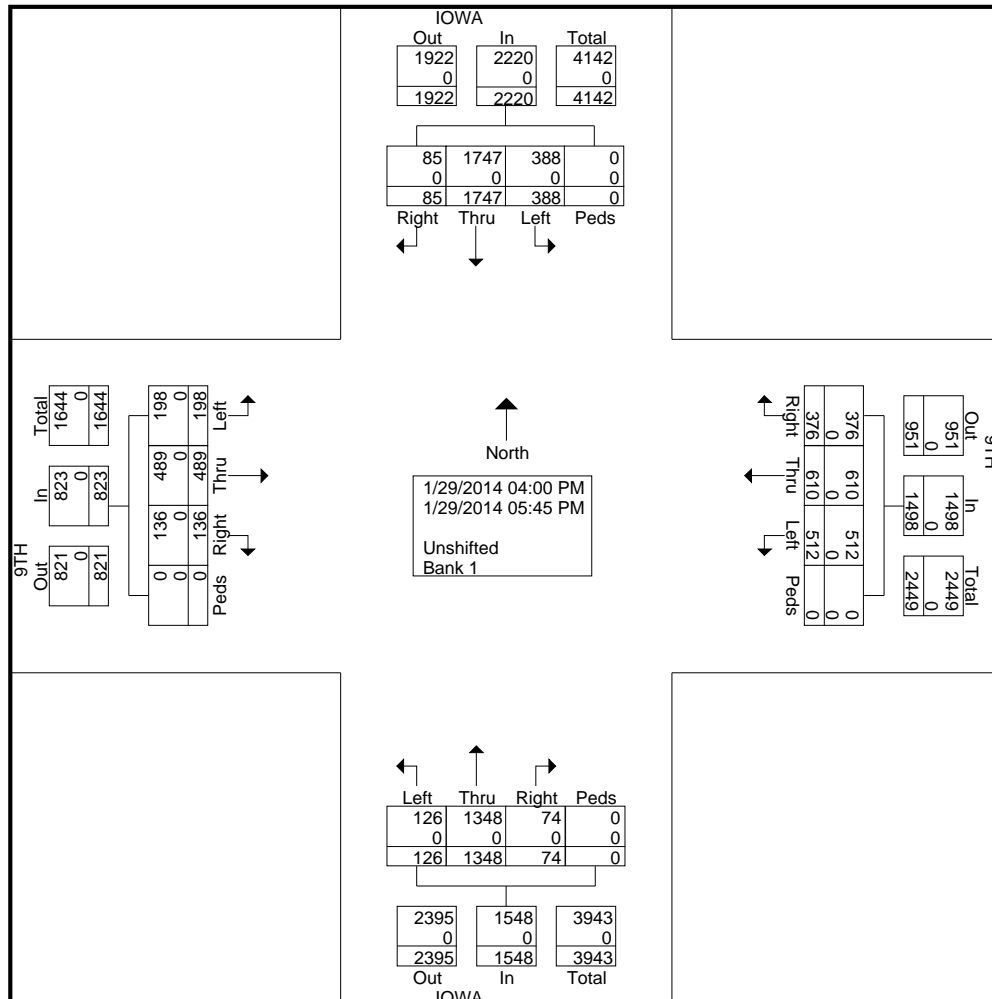 IOWA
Out In Total
1922 2220 4142
0 0 0
1922 2220 4142
85 1747 388 0
0 0 0 0
85 1747 388 0
Right Thru Left Peds
Total
1644
0
1644
In
823
0
823
Out
821
0
821
9TH
198 489 136 0
0 0 0 0
198 489 136 0
Left Thru Right Peds
North
1/29/2014 04:00 PM
1/29/2014 05:45 PM
Unshifted
Bank 1
Right Thru Left Peds
376 610 512 0
0 0 0 0
376 610 512 0
9TH
Out In Total
951 1498 2449
0 0 0
951 1498 2449
Left Thru Right Peds
126 1348 74 0
0 0 0 0
126 1348 74 0
2395 1548 3943
0 0 0
2395 1548 3943
Out In Total
IOWA